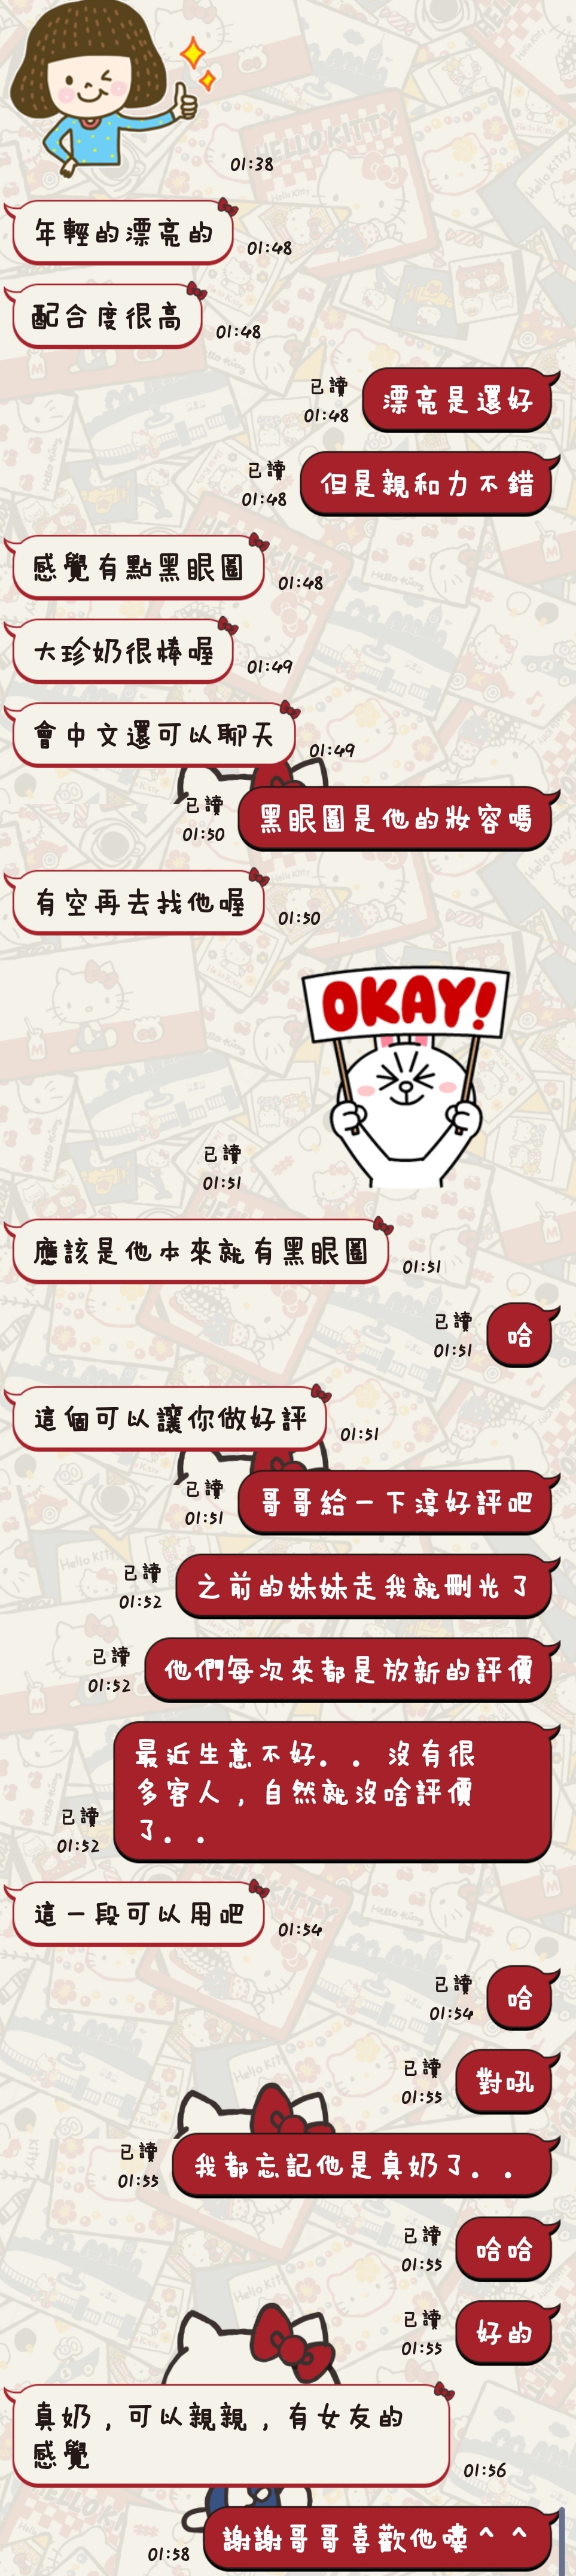 01:38
年輕的漂亮的
01:48
配合度很高
01:48
已讀
01:48
漂亮是還好
已讀
01:48
但是親和力不錯
感覺有點黑眼圈
01:48
大珍奶很棒喔
01:49
會中文還可以聊天
01:49
已讀
01:50
黑眼圈是他的妝容嗎
有空再去找他喔
01:50
OKAY!
已讀
01:51
應該是他本來就有黑眼圈
01:51
已讀
01:51
哈
這個可以讓你做好評
01:51
已讀
01:51
哥哥給一下淳好評吧
已讀
01:52
之前的妹妹走我就刪光了
已讀
01:52
他們每次來都是放新的評價
最近生意不好．．沒有很
多客人，自然就沒啥評價
了．．
已讀
01:52
這一段可以用吧
01:54
已讀
01:54
哈
已讀
01:55
對吼
已讀
01:55
我都忘記他是真奶了．．
已讀
01:55
哈哈
已讀
01:55
好的
真奶，可以親親，有女友的
感覺
01:56
01:58
謝謝哥哥喜歡他嘍^ ^